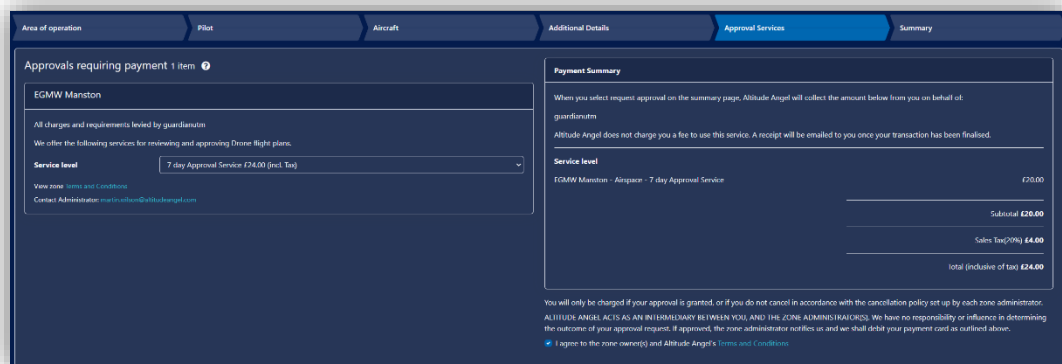 Area of operation
Pilot
Aircraft
Additional Details
Approval Services
Summary
Approvals requiring payment 1 item ?
EGMW Manston
All charges and requirements levied by guardianutm
We offer the following services for reviewing and approving Drone flight plans.
Service level
7 day Approval Service £24.00 (incl. Tax)
View zone Terms and Conditions
Contact Administrator:
Payment Summary
When you select request approval on the summary page, Altitude Angel will collect the amount below from you on behalf of:
guardianutm
Altitude Angel does not charge you a fee to use this service. A receipt will be emailed to you once your transaction has been finalised.
Service level
EGMW Manston - Airspace - 7 day Approval Service £20.00
Subtotal £20.00
Sales Tax(20%) £4.00
Total (inclusive of tax) £24.00
You will only be charged if your approval is granted, or if you do not cancel in accordance with the cancellation policy set up by each zone administrator.
ALTITUDE ANGEL ACTS AS AN INTERMEDIARY BETWEEN YOU, AND THE ZONE ADMINISTRATOR(S). We have no responsibility or influence in determining
the outcome of your approval request. If approved, the zone administrator notifies us and we shall debit your payment card as outlined above.
I agree to the zone owner(s) and Altitude Angel's Terms and Conditions